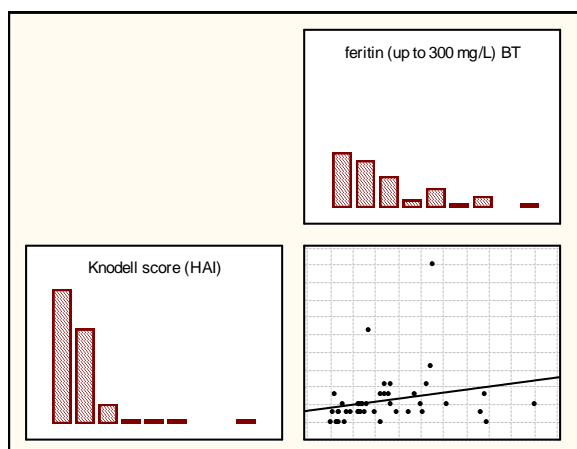 feritin (up to 300 mg/L) BT
Knodell score (HAI)